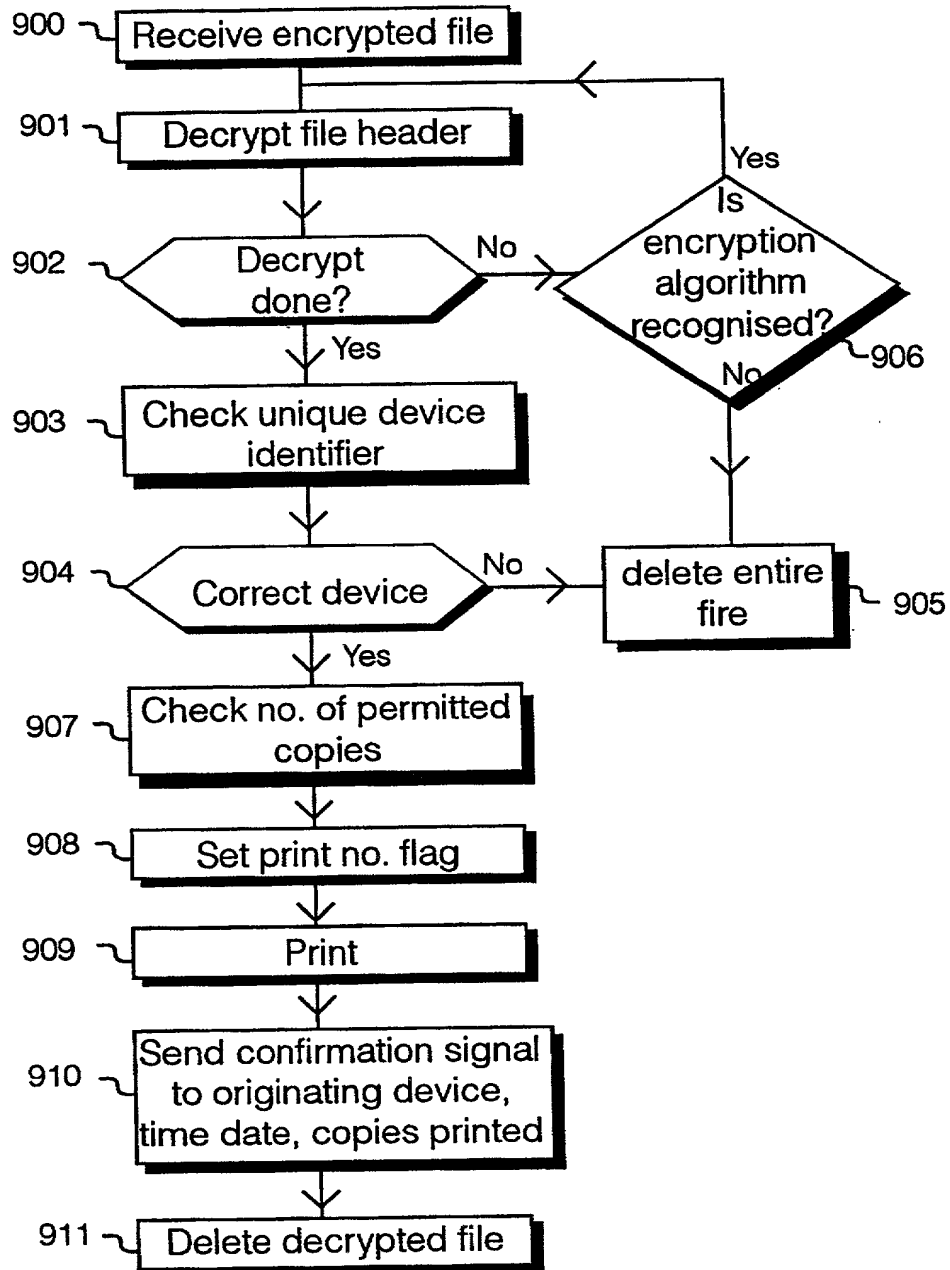 900
Receive encrypted file
901
Decrypt file header
Yes
902
Decrypt
done?
No
Is
encryption
algorithm
recognised?
No
906
Yes
903
Check unique device
identifier
904
Correct device
No
delete entire
fire
905
Yes
907
Check no. of permitted
copies
908
Set print no. flag
909
Print
910
Send confirmation signal
to originating device,
time date, copies printed
911
Delete decrypted file